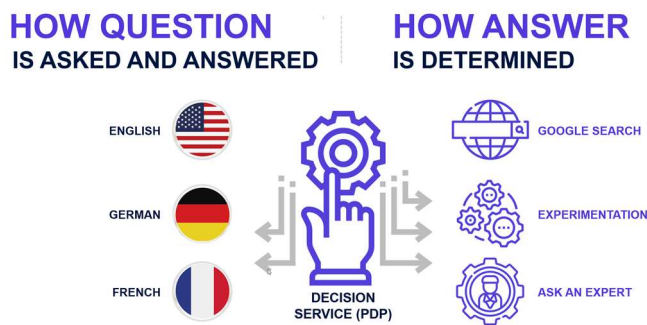 HOW QUESTION
IS ASKED AND ANSWERED
HOW ANSWER
IS DETERMINED
ENGLISH
GERMAN
FRENCH
DECISION
SERVICE (PDP)
GOOGLE SEARCH
EXPERIMENTATION
ASK AN EXPERT